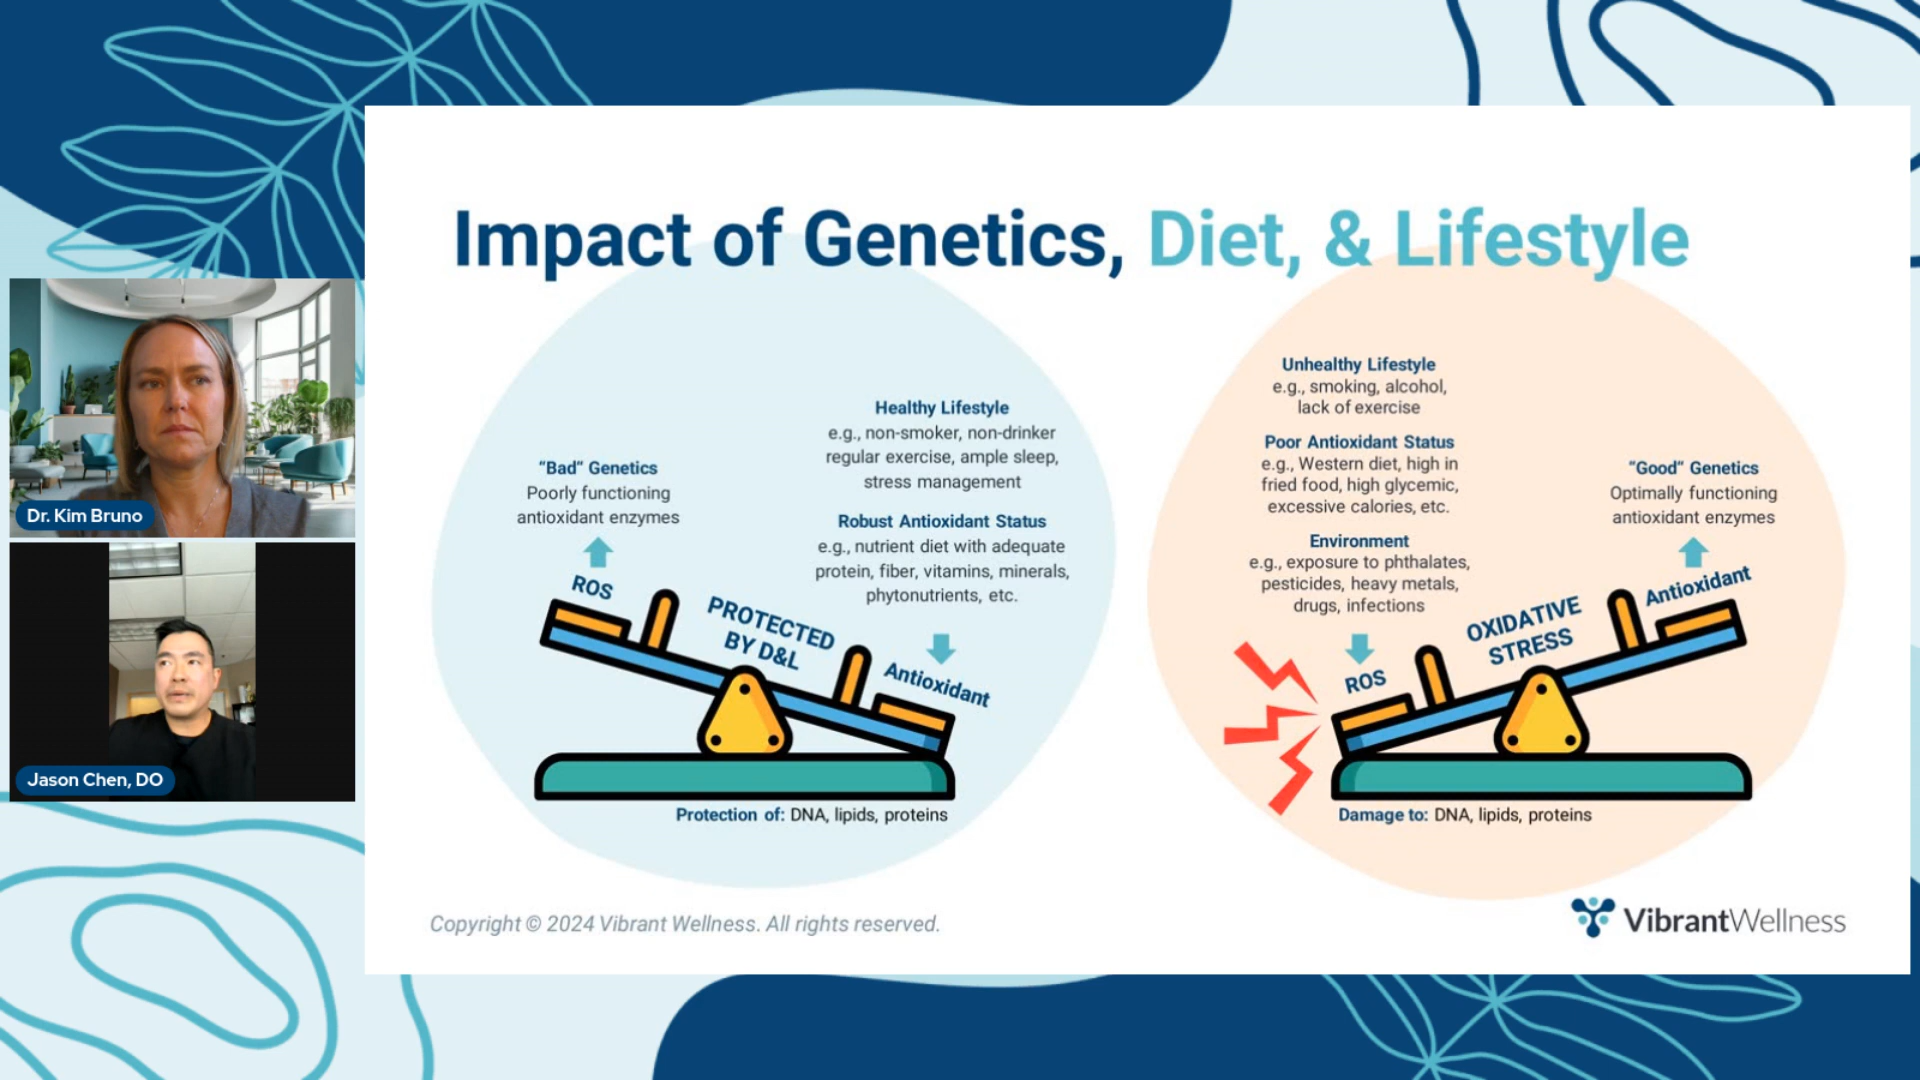 Impact of Genetics, Diet, & Lifestyle
"Bad" Genetics
Poorly functioning
antioxidant enzymes
ROS
PROTECTED
BY D&L
Healthy Lifestyle
e.g., non-smoker, non-drinker
regular exercise, ample sleep,
stress management
Robust Antioxidant Status
e.g., nutrient diet with adequate
protein, fiber, vitamins, minerals,
phytonutrients, etc.
Antioxidant
Protection of: DNA, lipids, proteins
Unhealthy Lifestyle
e.g., smoking, alcohol,
lack of exercise
Poor Antioxidant Status
e.g., Western diet, high in
fried food, high glycemic,
excessive calories, etc.
Environment
e.g., exposure to phthalates,
pesticides, heavy metals,
drugs, infections
ROS
OXIDATIVE
STRESS
"Good" Genetics
Optimally functioning
antioxidant enzymes
Antioxidant
Damage to: DNA, lipids, proteins
Dr. Kim Bruno
Jason Chen, DO
Copyright © 2024 Vibrant Wellness. All rights reserved.
VibrantWellness